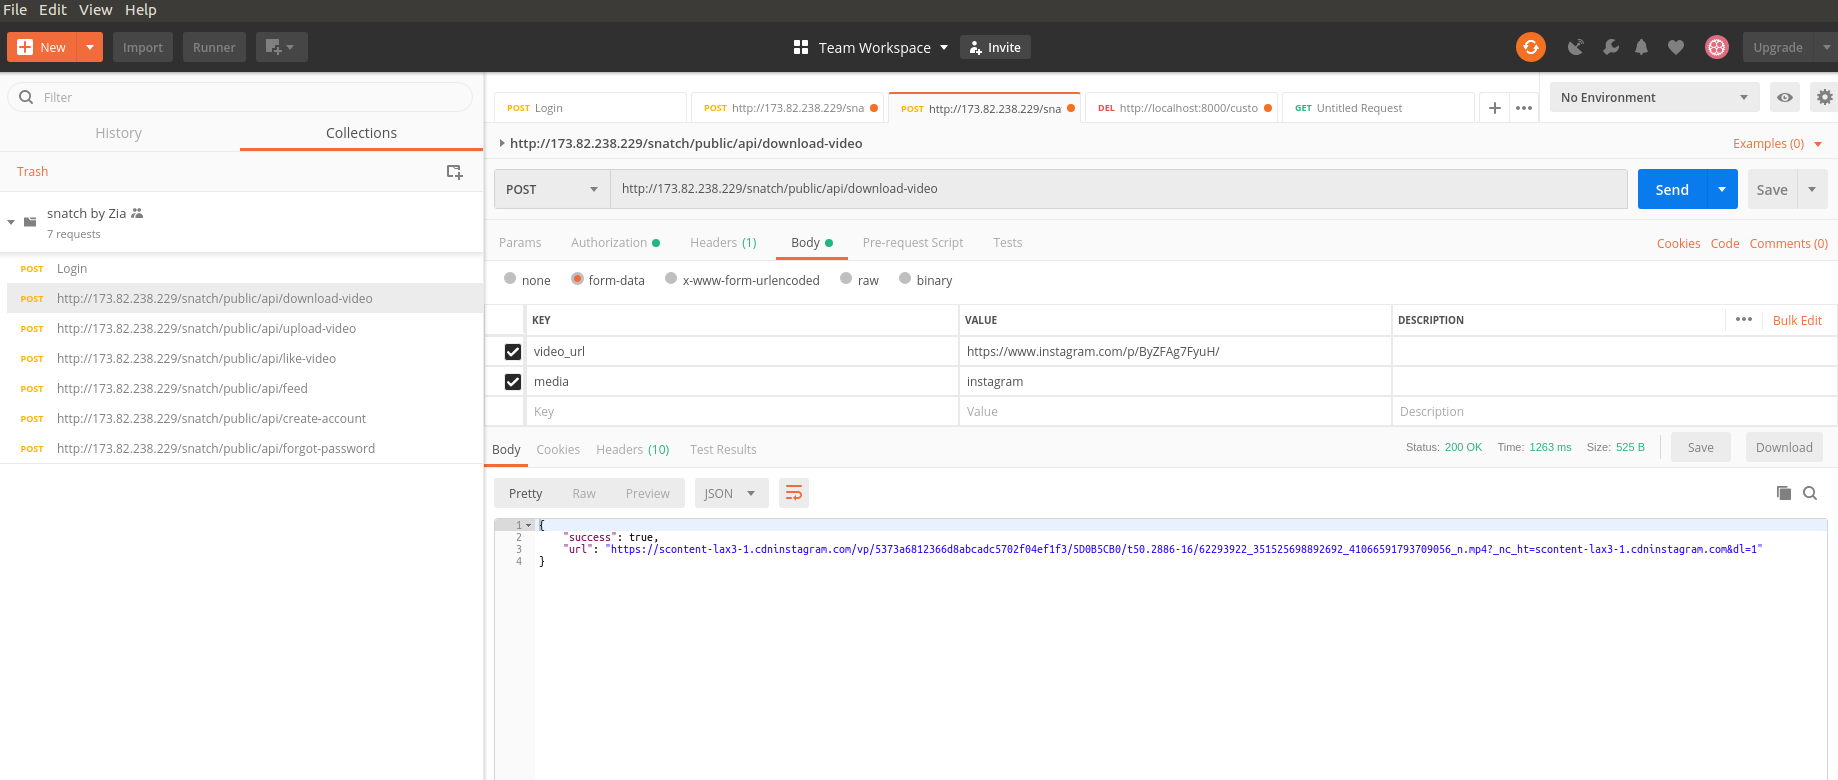 File Edit View Help
New Import Runner Team Workspace Invite Upgrade
Filter
History Collections
Trash
snatch by Zia
7 requests
POST Login
POST http://173.82.238.229/snatch/public/api/download-video
POST http://173.82.238.229/snatch/public/api/upload-video
POST http://173.82.238.229/snatch/public/api/like-video
POST http://173.82.238.229/snatch/public/api/feed
POST http://173.82.238.229/snatch/public/api/create-account
POST http://173.82.238.229/snatch/public/api/forgot-password
POST Login POST http://173.82.238.229/sna POST http://173.82.238.229/sna DEL http://localhost:8000/custo GET Untitled Request + No Environment
http://173.82.238.229/snatch/public/api/download-video Examples (0)
POST http://173.82.238.229/snatch/public/api/download-video Send Save
Params Authorization Headers (1) Body Pre-request Script Tests Cookies Code Comments (0)
none form-data x-www-form-urlencoded raw binary
KEY VALUE DESCRIPTION Bulk Edit
video_url https://www.instagram.com/p/ByZFAg7FyuH/
media instagram
Key Value Description
Body Cookies Headers (10) Test Results Status: 200 OK Time: 1263 ms Size: 525 B Save Download
Pretty Raw Preview JSON
1 {
2 "success": true,
3 "url": "https://scontent-lax3-1.cdninstagram.com/vp/5373a6812366d8abcadc5702f04ef1f3/5D0B5CB0/t50.2886-16/62293922_351525698892692_41066591793709056_n.mp4?_nc_ht=scontent-lax3-1.cdninstagram.com&dl=1"
4 }